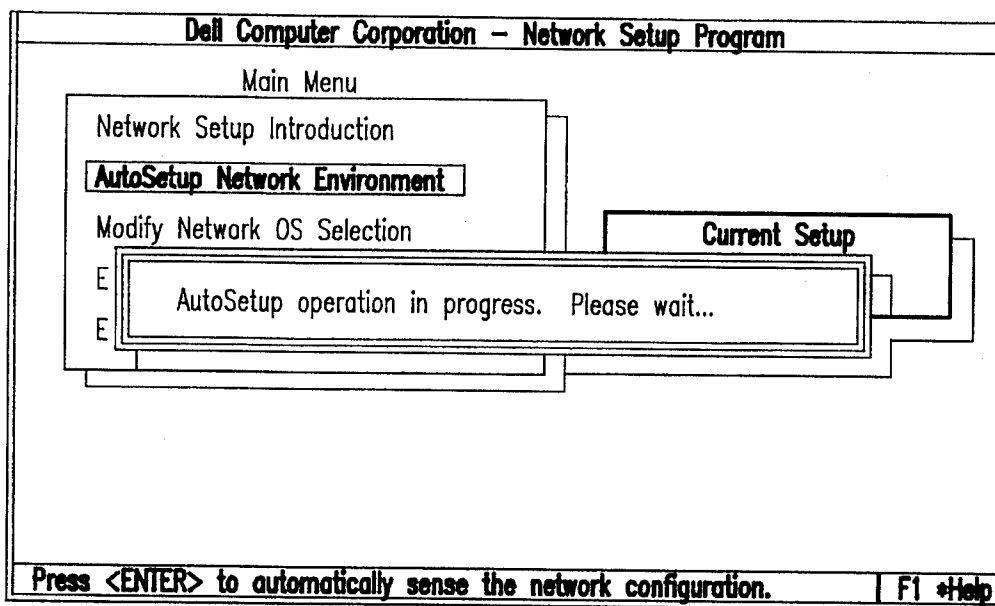 Dell Computer Corporation – Network Setup Program
Main Menu
Network Setup Introduction
AutoSetup Network Environment
Modify Network OS Selection
Current Setup
E
AutoSetup operation in progress. Please wait...
E
Press <ENTER> to automatically sense the network configuration.
F1 *Help